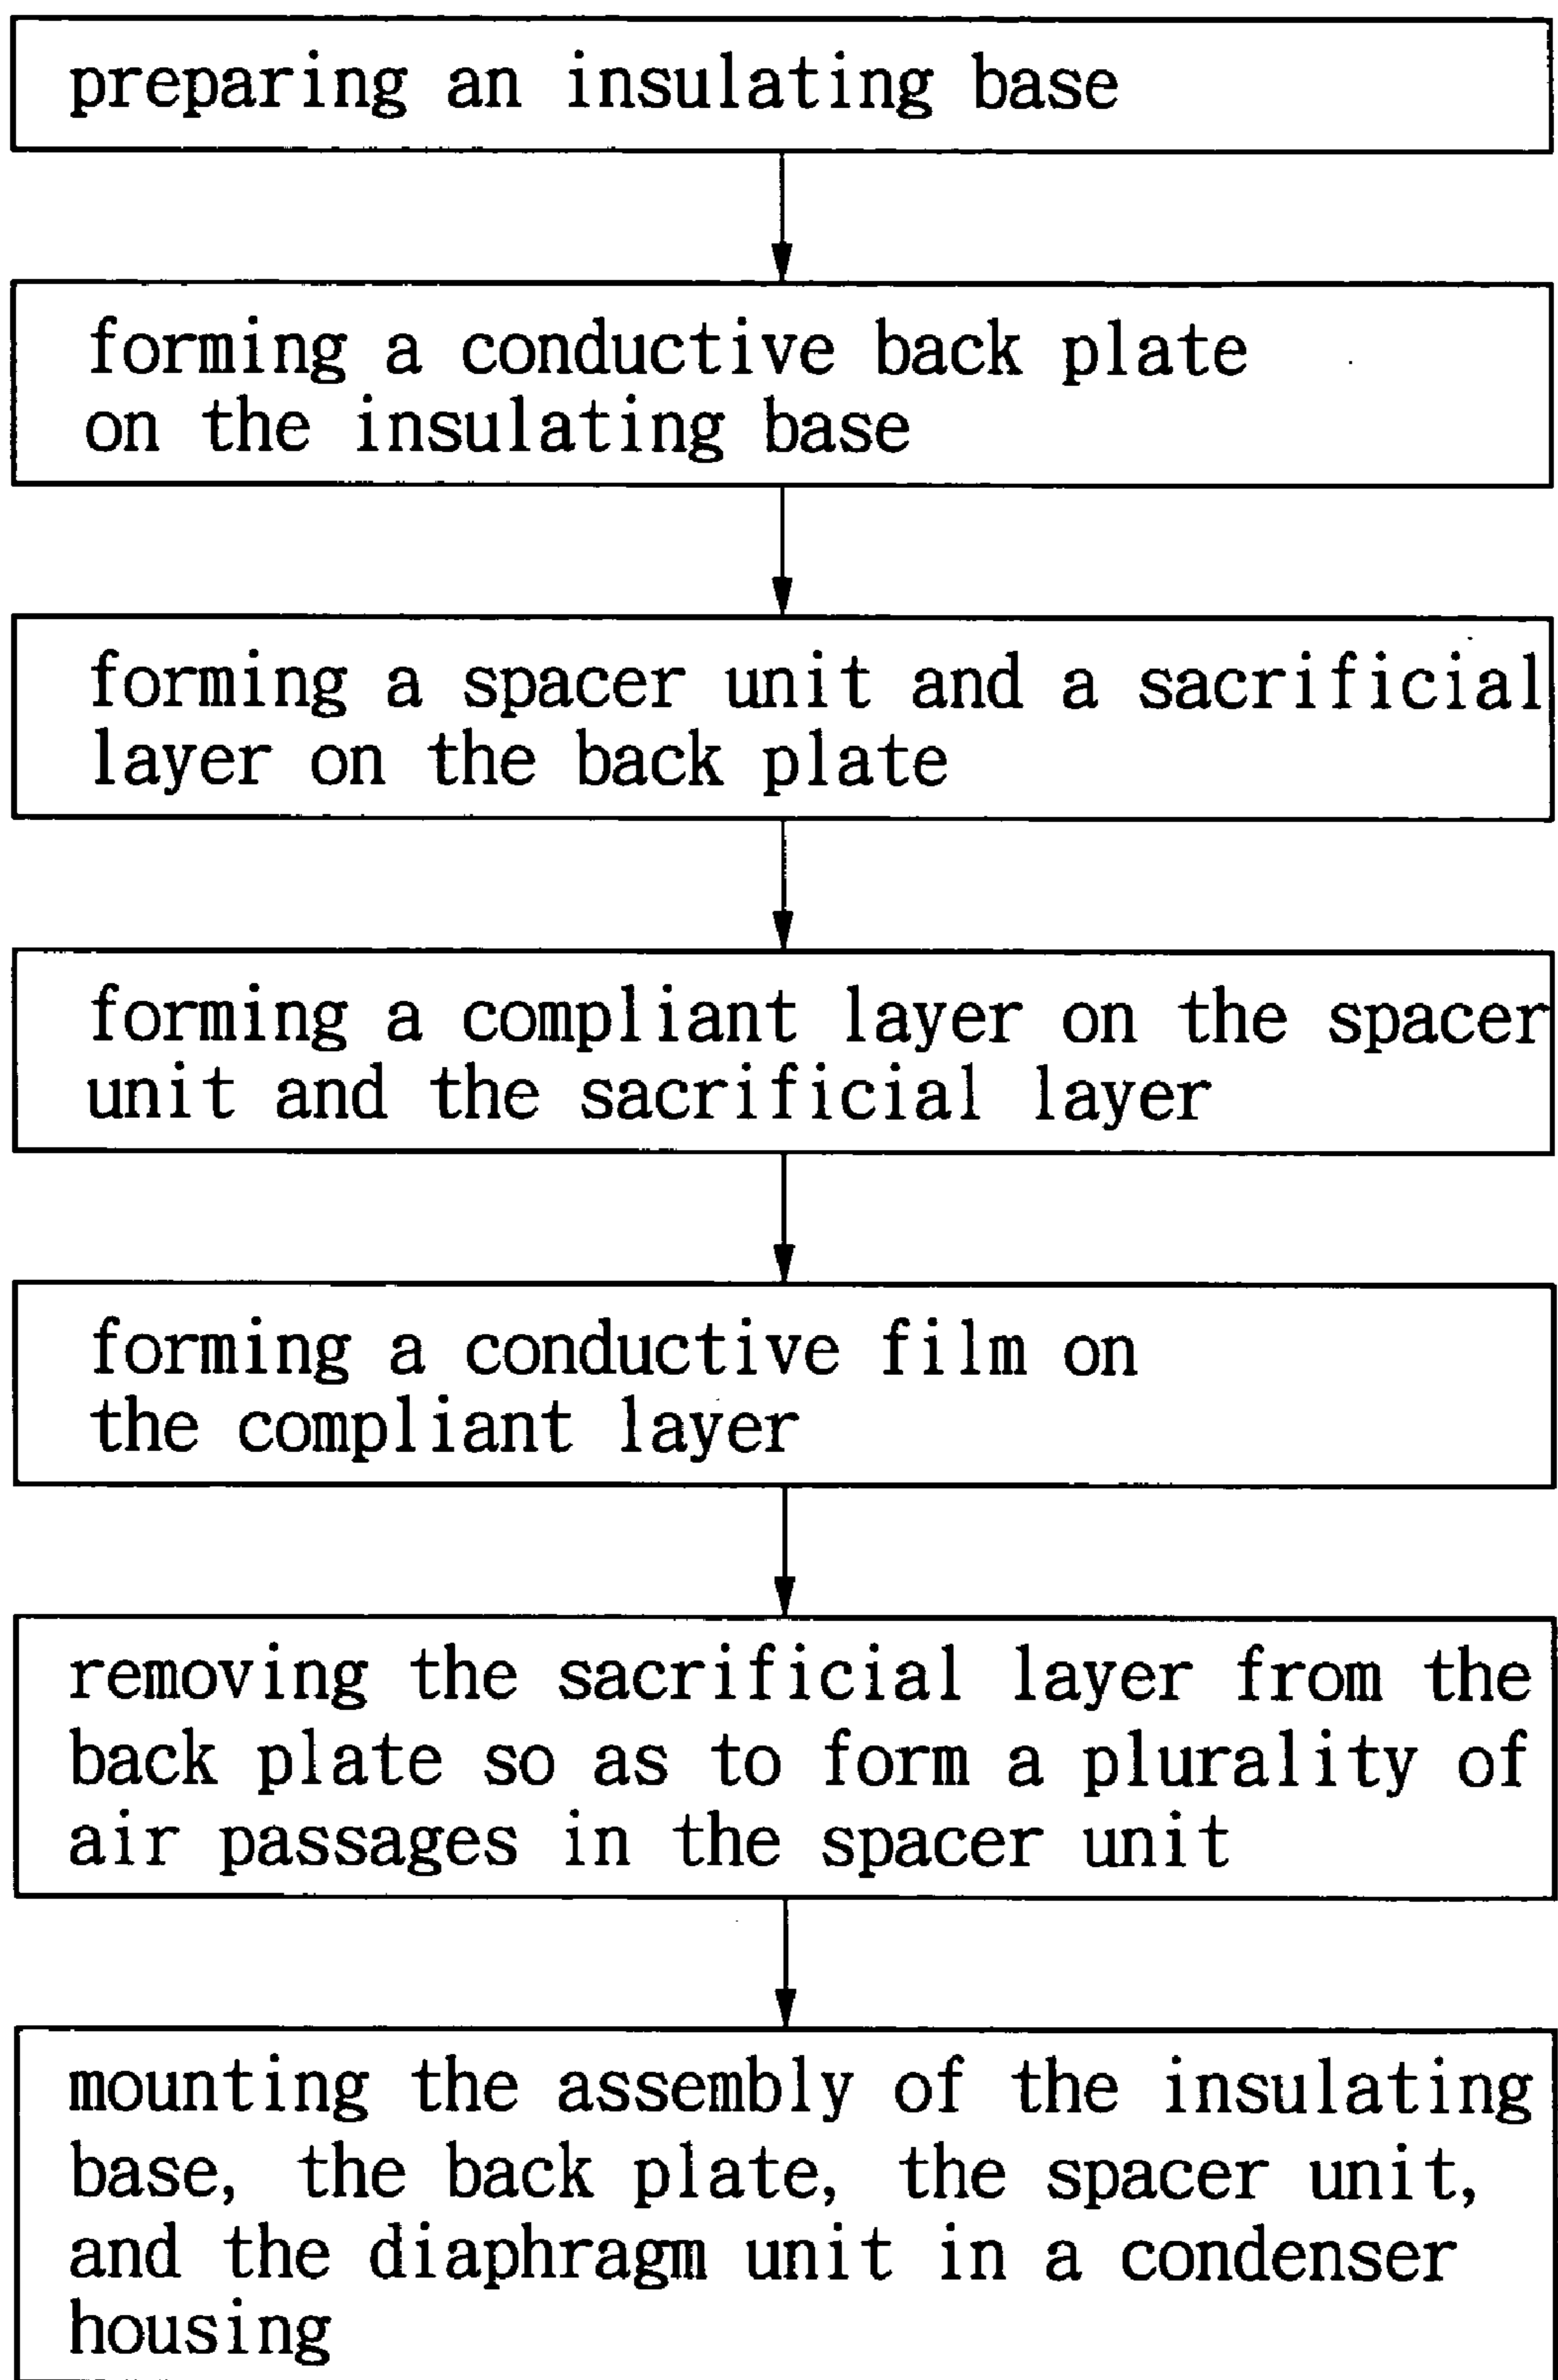 preparing an insulating base
forming a conductive back plate
on the insulating base
forming a spacer unit and a sacrificial
layer on the back plate
forming a compliant layer on the spacer
unit and the sacrificial layer
forming a conductive film on
the compliant layer
removing the sacrificial layer from the
back plate so as to form a plurality of
air passages in the spacer unit
mounting the assembly of the insulating
base, the back plate, the spacer unit,
and the diaphragm unit in a condenser
housing